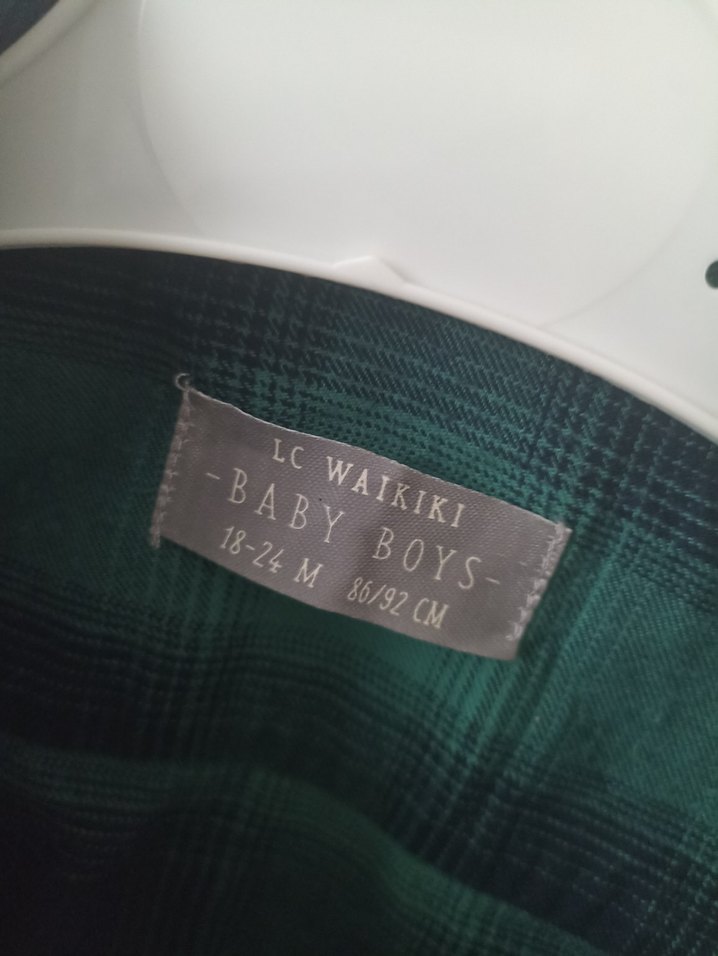 LC WAIKIKI
-BABY BOYS-
18-24 M 86/92 CM